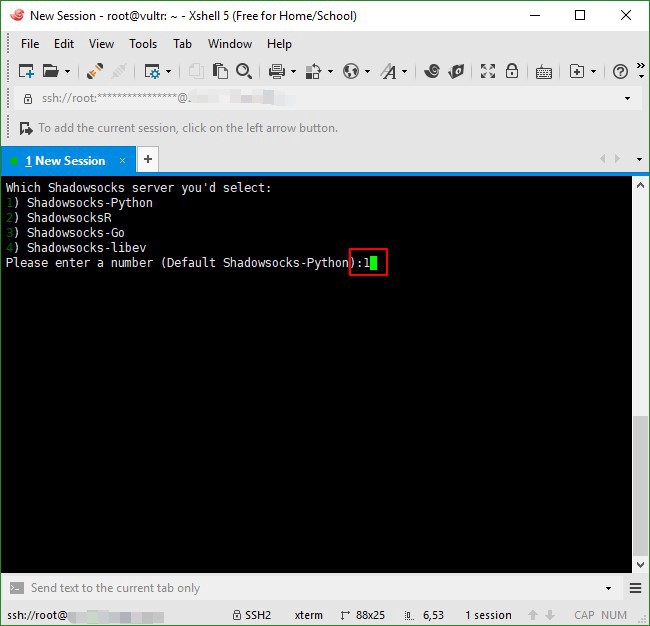 New Session - root@vultr: ~ - Xshell 5 (Free for Home/School)
File Edit View Tools Tab Window Help
ssh://root:****************@
To add the current session, click on the left arrow button.
1 New Session × +
Which Shadowsocks server you'd select:
1) Shadowsocks-Python
2) ShadowsocksR
3) Shadowsocks-Go
4) Shadowsocks-libev
Please enter a number (Default Shadowsocks-Python):1
Send text to the current tab only
ssh://root@ SSH2 xterm 88x25 6,53 1 session CAP NUM